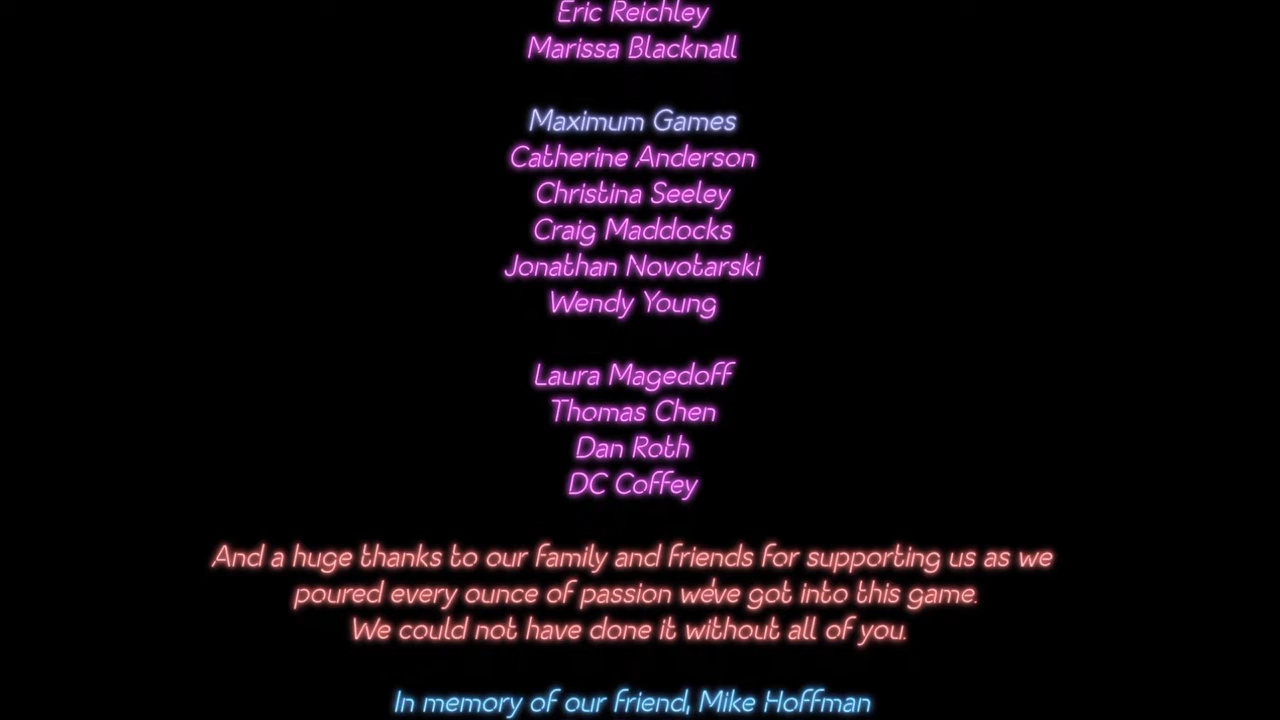 Eric Reichley
Marissa Blacknall
Maximum Games
Catherine Anderson
Christina Seeley
Craig Maddocks
Jonathan Novotarski
Wendy Young
Laura Magedoff
Thomas Chen
Dan Roth
DC Coffey
And a huge thanks to our family and friends for supporting us as we
poured every ounce of passion we've got into this game.
We could not have done it without all of you.
In memory of our friend, Mike Hoffman